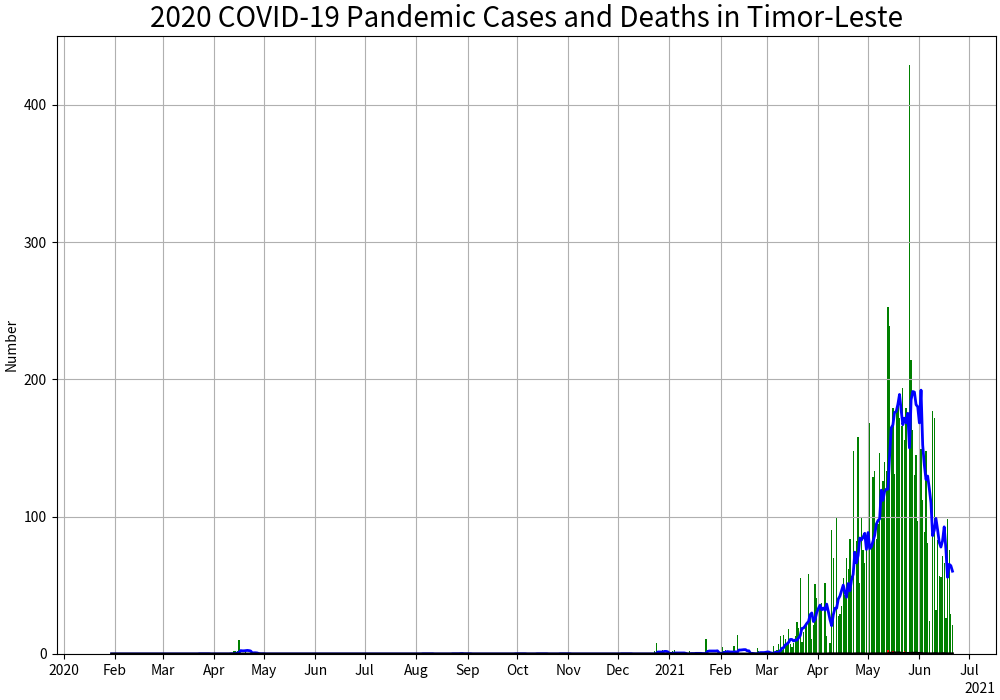 2020 COVID-19 Pandemic Cases and Deaths in Timor-Leste
400
300
200
100
0
Number
2020 Feb Mar Apr May Jun Jul Aug Sep Oct Nov Dec 2021 Feb Mar Apr May Jun Jul
2021